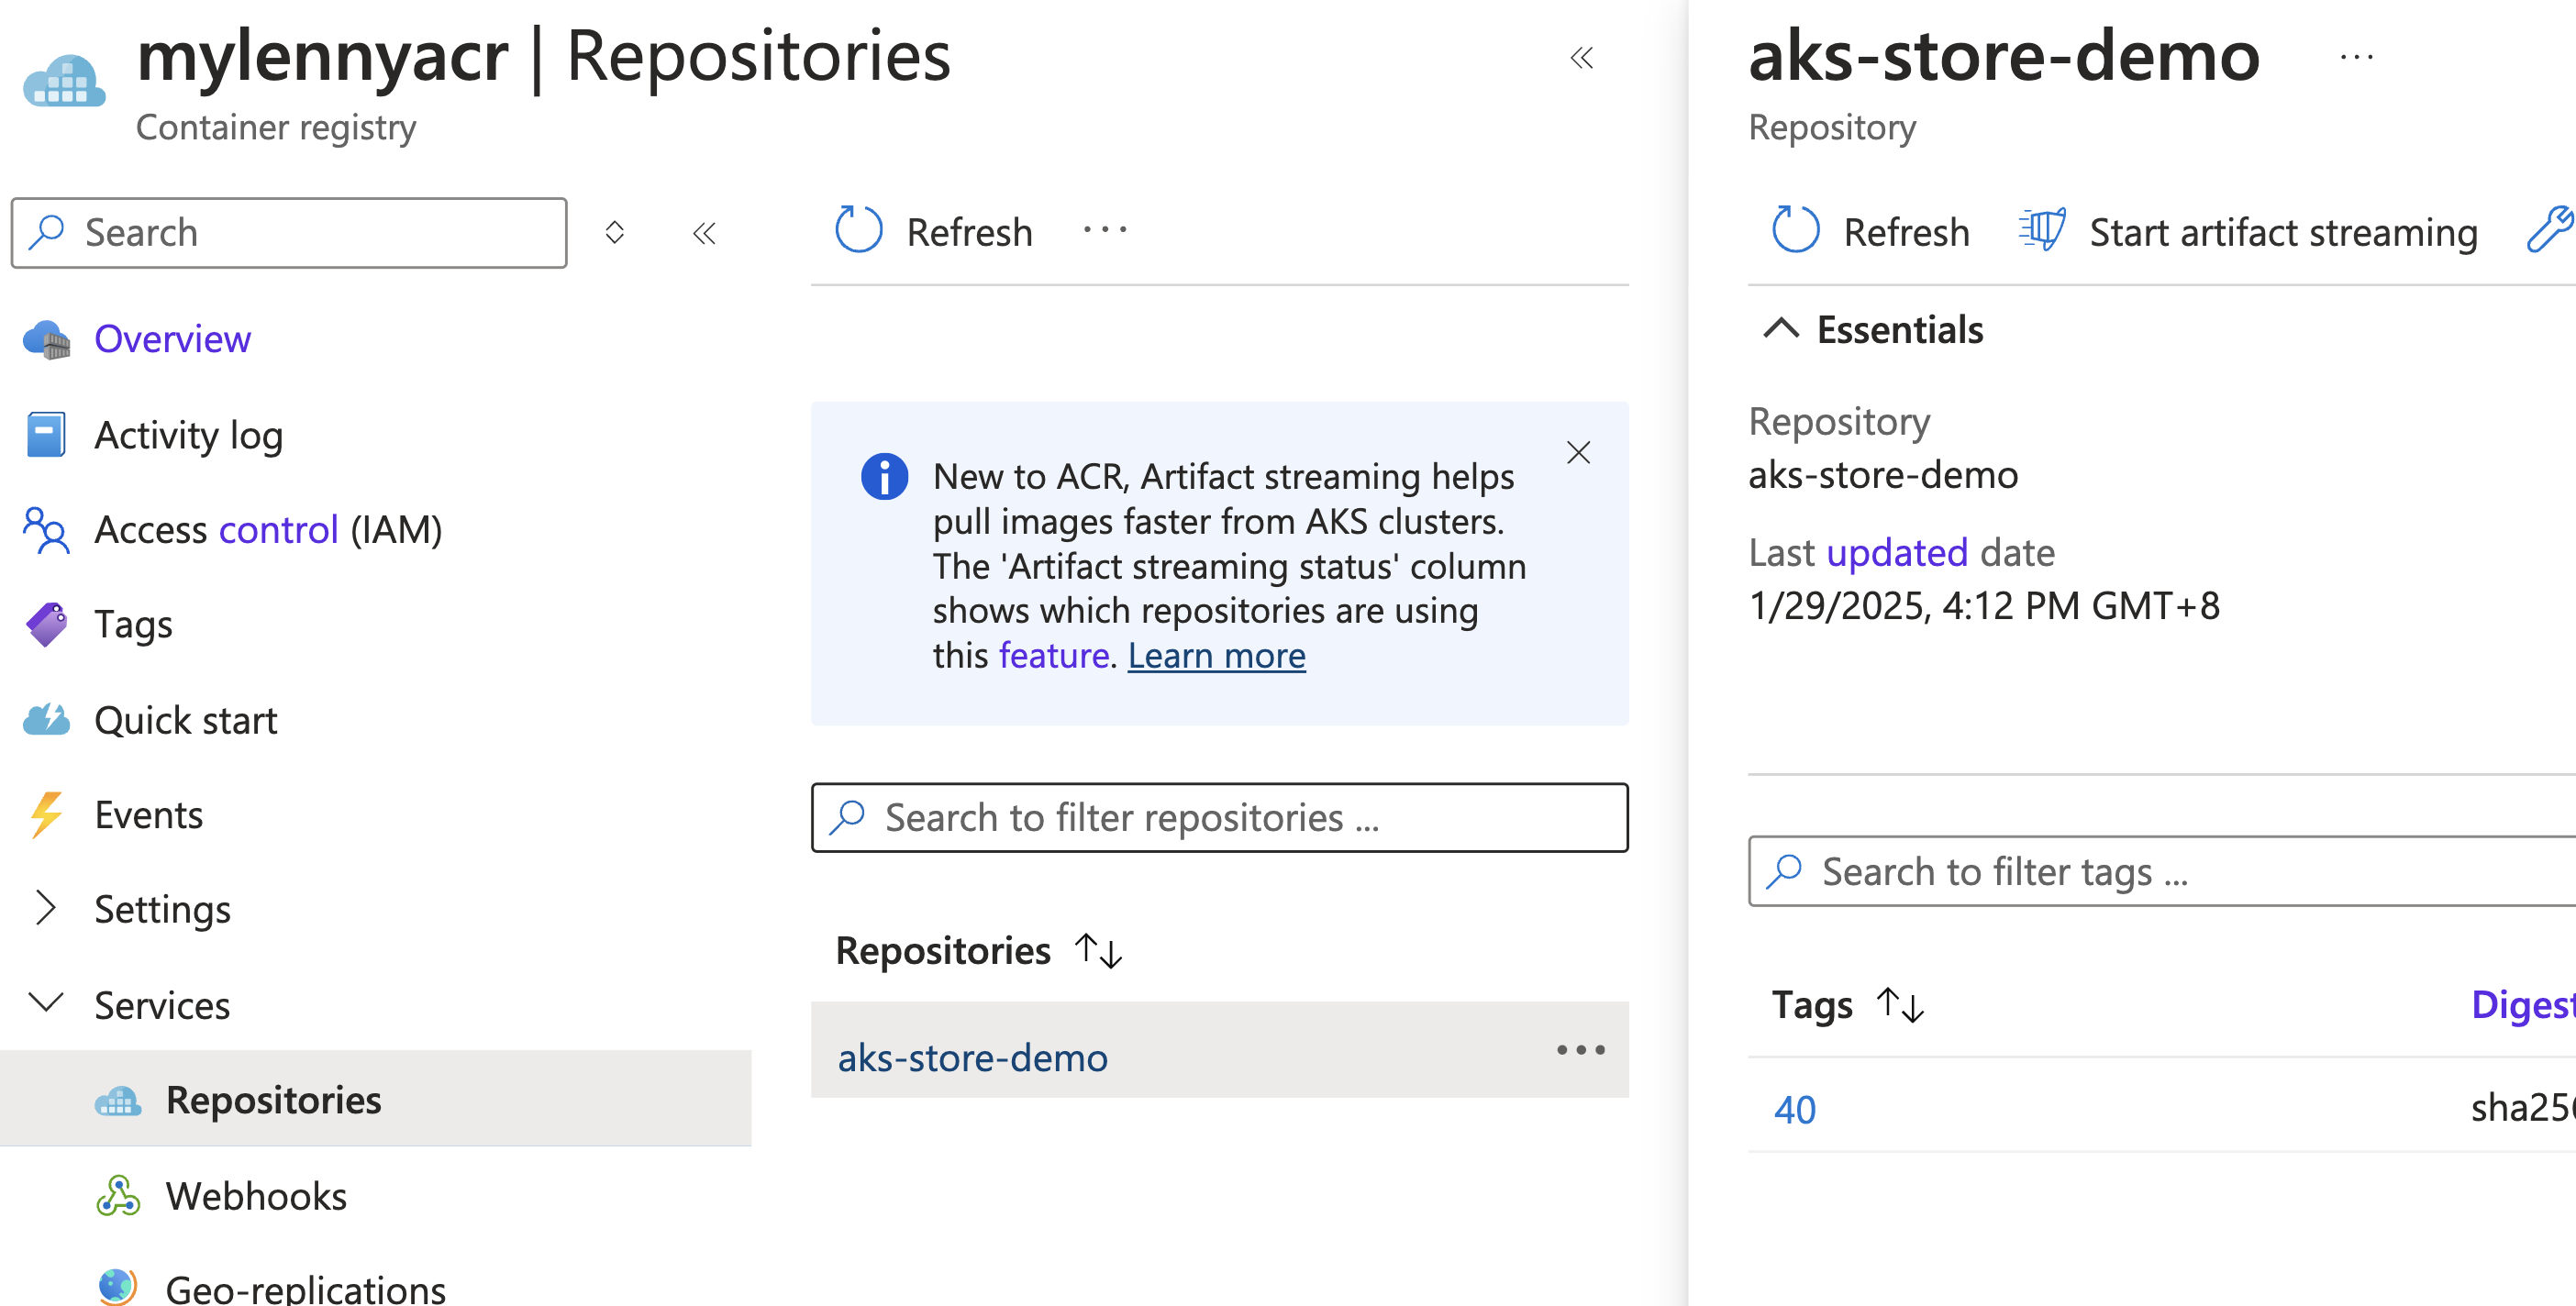 mylennyacr | Repositories
Container registry
Search
Overview
Activity log
Access control (IAM)
Tags
Quick start
Events
Settings
Services
Repositories
Webhooks
Geo-replications
Refresh
New to ACR, Artifact streaming helps
pull images faster from AKS clusters.
The 'Artifact streaming status' column
shows which repositories are using
this feature. Learn more
Search to filter repositories ...
Repositories
aks-store-demo
aks-store-demo
Repository
Refresh Start artifact streaming
Essentials
Repository
aks-store-demo
Last updated date
1/29/2025, 4:12 PM GMT+8
Search to filter tags ...
Tags Digest
40